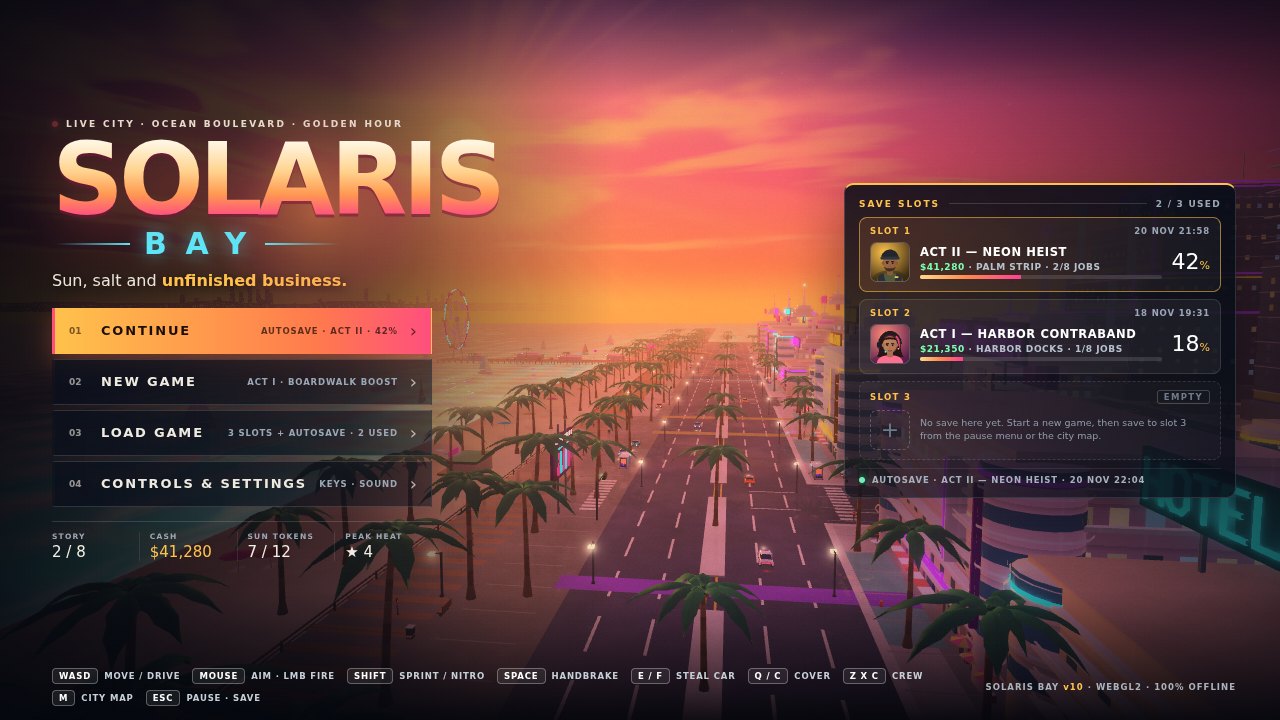 LIVE CITY · OCEAN BOULEVARD · GOLDEN HOUR
SOLARIS
BAY
Sun, salt and unfinished business.
01 CONTINUE AUTOSAVE · ACT II · 42% ›
02 NEW GAME ACT I · BOARDWALK BOOST ›
03 LOAD GAME 3 SLOTS + AUTOSAVE · 2 USED ›
04 CONTROLS & SETTINGS KEYS · SOUND ›
STORY CASH SUN TOKENS PEAK HEAT
2 / 8 $41,280 7 / 12 ★ 4
SAVE SLOTS 2 / 3 USED
SLOT 1 20 NOV 21:58
ACT II — NEON HEIST
$41,280 · PALM STRIP · 2/8 JOBS
42%
SLOT 2 18 NOV 19:31
ACT I — HARBOR CONTRABAND
$21,350 · HARBOR DOCKS · 1/8 JOBS
18%
SLOT 3 EMPTY
No save here yet. Start a new game, then save to slot 3
from the pause menu or the city map.
AUTOSAVE · ACT II — NEON HEIST · 20 NOV 22:04
HOTEL
WASD MOVE / DRIVE MOUSE AIM · LMB FIRE SHIFT SPRINT / NITRO SPACE HANDBRAKE E / F STEAL CAR Q / C COVER Z X C CREW
M CITY MAP ESC PAUSE · SAVE
SOLARIS BAY v10 · WEBGL2 · 100% OFFLINE